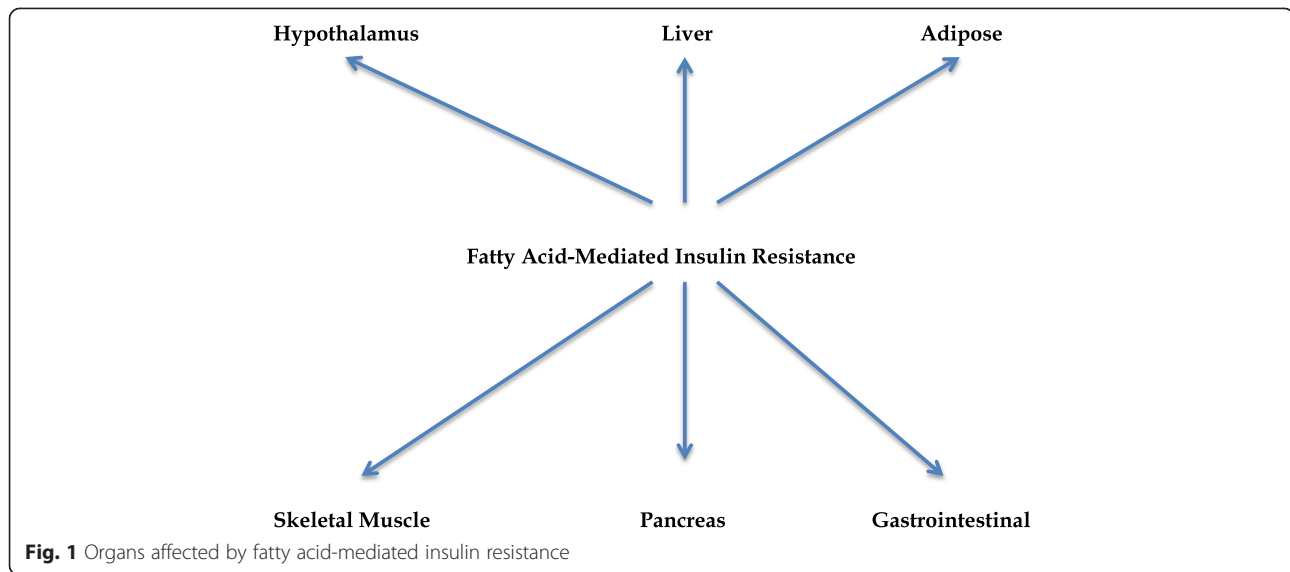 Hypothalamus Liver Adipose
Fatty Acid-Mediated Insulin Resistance
Skeletal Muscle Pancreas Gastrointestinal
Fig. 1 Organs affected by fatty acid-mediated insulin resistance